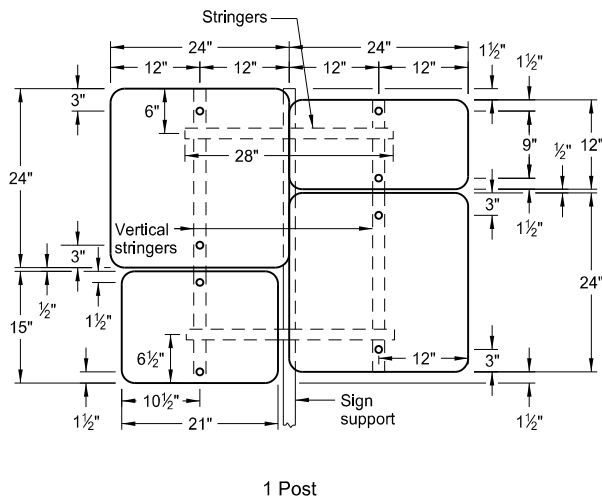 Stringers
24" 24"
12" 12" 12" 12" 1½"
1½"
3" 6"
28"
9" 12"
½"
24"
Vertical
stringers
3"
1½"
3"
24"
½"
15" 1½"
6½"
12" 3"
10½"
Sign
support
1½" 1½"
21"
1 Post